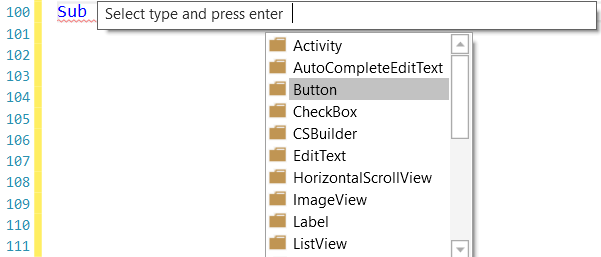 100 Sub Select type and press enter
101
Activity
102
AutoCompleteEditText
103
Button
104
CheckBox
105
CSBuilder
106
EditText
107
HorizontalScrollView
108
ImageView
109
Label
110
ListView
111